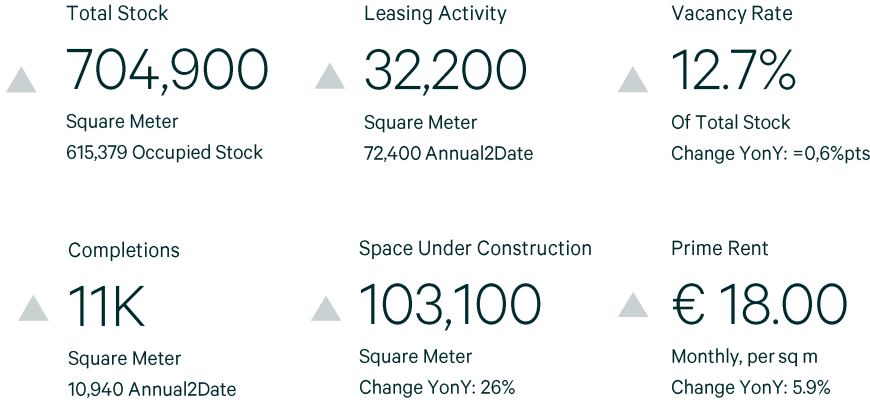 Total Stock
704,900
Square Meter
615,379 Occupied Stock
Leasing Activity
32,200
Square Meter
72,400 Annual2Date
Vacancy Rate
12.7%
Of Total Stock
Change YonY: =0,6%pts
Completions
11K
Square Meter
10,940 Annual2Date
Space Under Construction
103,100
Square Meter
Change YonY: 26%
Prime Rent
€ 18.00
Monthly, per sq m
Change YonY: 5.9%